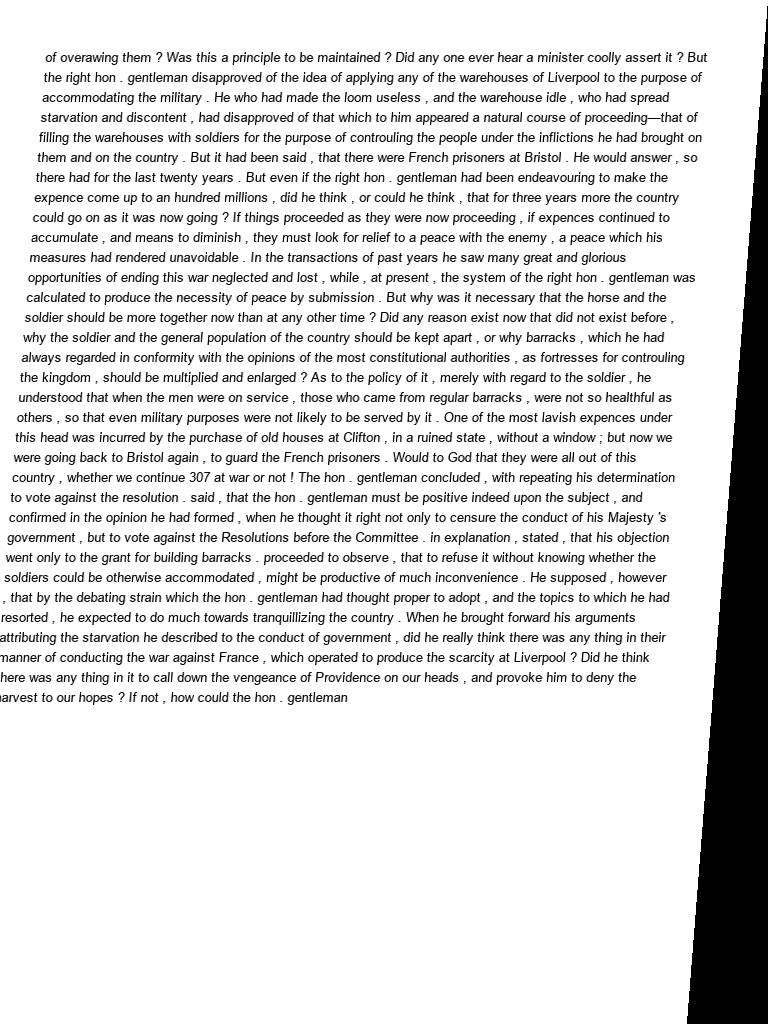 of overawing them ? Was this a principle to be maintained ? Did any one ever hear a minister coolly assert it ? But
the right hon . gentleman disapproved of the idea of applying any of the warehouses of Liverpool to the purpose of
accommodating the military . He who had made the loom useless , and the warehouse idle , who had spread
starvation and discontent , had disapproved of that which to him appeared a natural course of proceeding—that of
filling the warehouses with soldiers for the purpose of controuling the people under the inflictions he had brought on
them and on the country . But it had been said , that there were French prisoners at Bristol . He would answer , so
there had for the last twenty years . But even if the right hon . gentleman had been endeavouring to make the
expence come up to an hundred millions , did he think , or could he think , that for three years more the country
could go on as it was now going ? If things proceeded as they were now proceeding , if expences continued to
accumulate , and means to diminish , they must look for relief to a peace with the enemy , a peace which his
measures had rendered unavoidable . In the transactions of past years he saw many great and glorious
opportunities of ending this war neglected and lost , while , at present , the system of the right hon . gentleman was
calculated to produce the necessity of peace by submission . But why was it necessary that the horse and the
soldier should be more together now than at any other time ? Did any reason exist now that did not exist before ,
why the soldier and the general population of the country should be kept apart , or why barracks , which he had
always regarded in conformity with the opinions of the most constitutional authorities , as fortresses for controuling
the kingdom , should be multiplied and enlarged ? As to the policy of it , merely with regard to the soldier , he
understood that when the men were on service , those who came from regular barracks , were not so healthful as
others , so that even military purposes were not likely to be served by it . One of the most lavish expences under
this head was incurred by the purchase of old houses at Clifton , in a ruined state , without a window ; but now we
were going back to Bristol again , to guard the French prisoners . Would to God that they were all out of this
country , whether we continue 307 at war or not ! The hon . gentleman concluded , with repeating his determination
to vote against the resolution . said , that the hon . gentleman must be positive indeed upon the subject , and
confirmed in the opinion he had formed , when he thought it right not only to censure the conduct of his Majesty 's
government , but to vote against the Resolutions before the Committee . in explanation , stated , that his objection
went only to the grant for building barracks . proceeded to observe , that to refuse it without knowing whether the
soldiers could be otherwise accommodated , might be productive of much inconvenience . He supposed , however
, that by the debating strain which the hon . gentleman had thought proper to adopt , and the topics to which he had
resorted , he expected to do much towards tranquillizing the country . When he brought forward his arguments
attributing the starvation he described to the conduct of government , did he really think there was any thing in their
manner of conducting the war against France , which operated to produce the scarcity at Liverpool ? Did he think
there was any thing in it to call down the vengeance of Providence on our heads , and provoke him to deny the
harvest to our hopes ? If not , how could the hon . gentleman